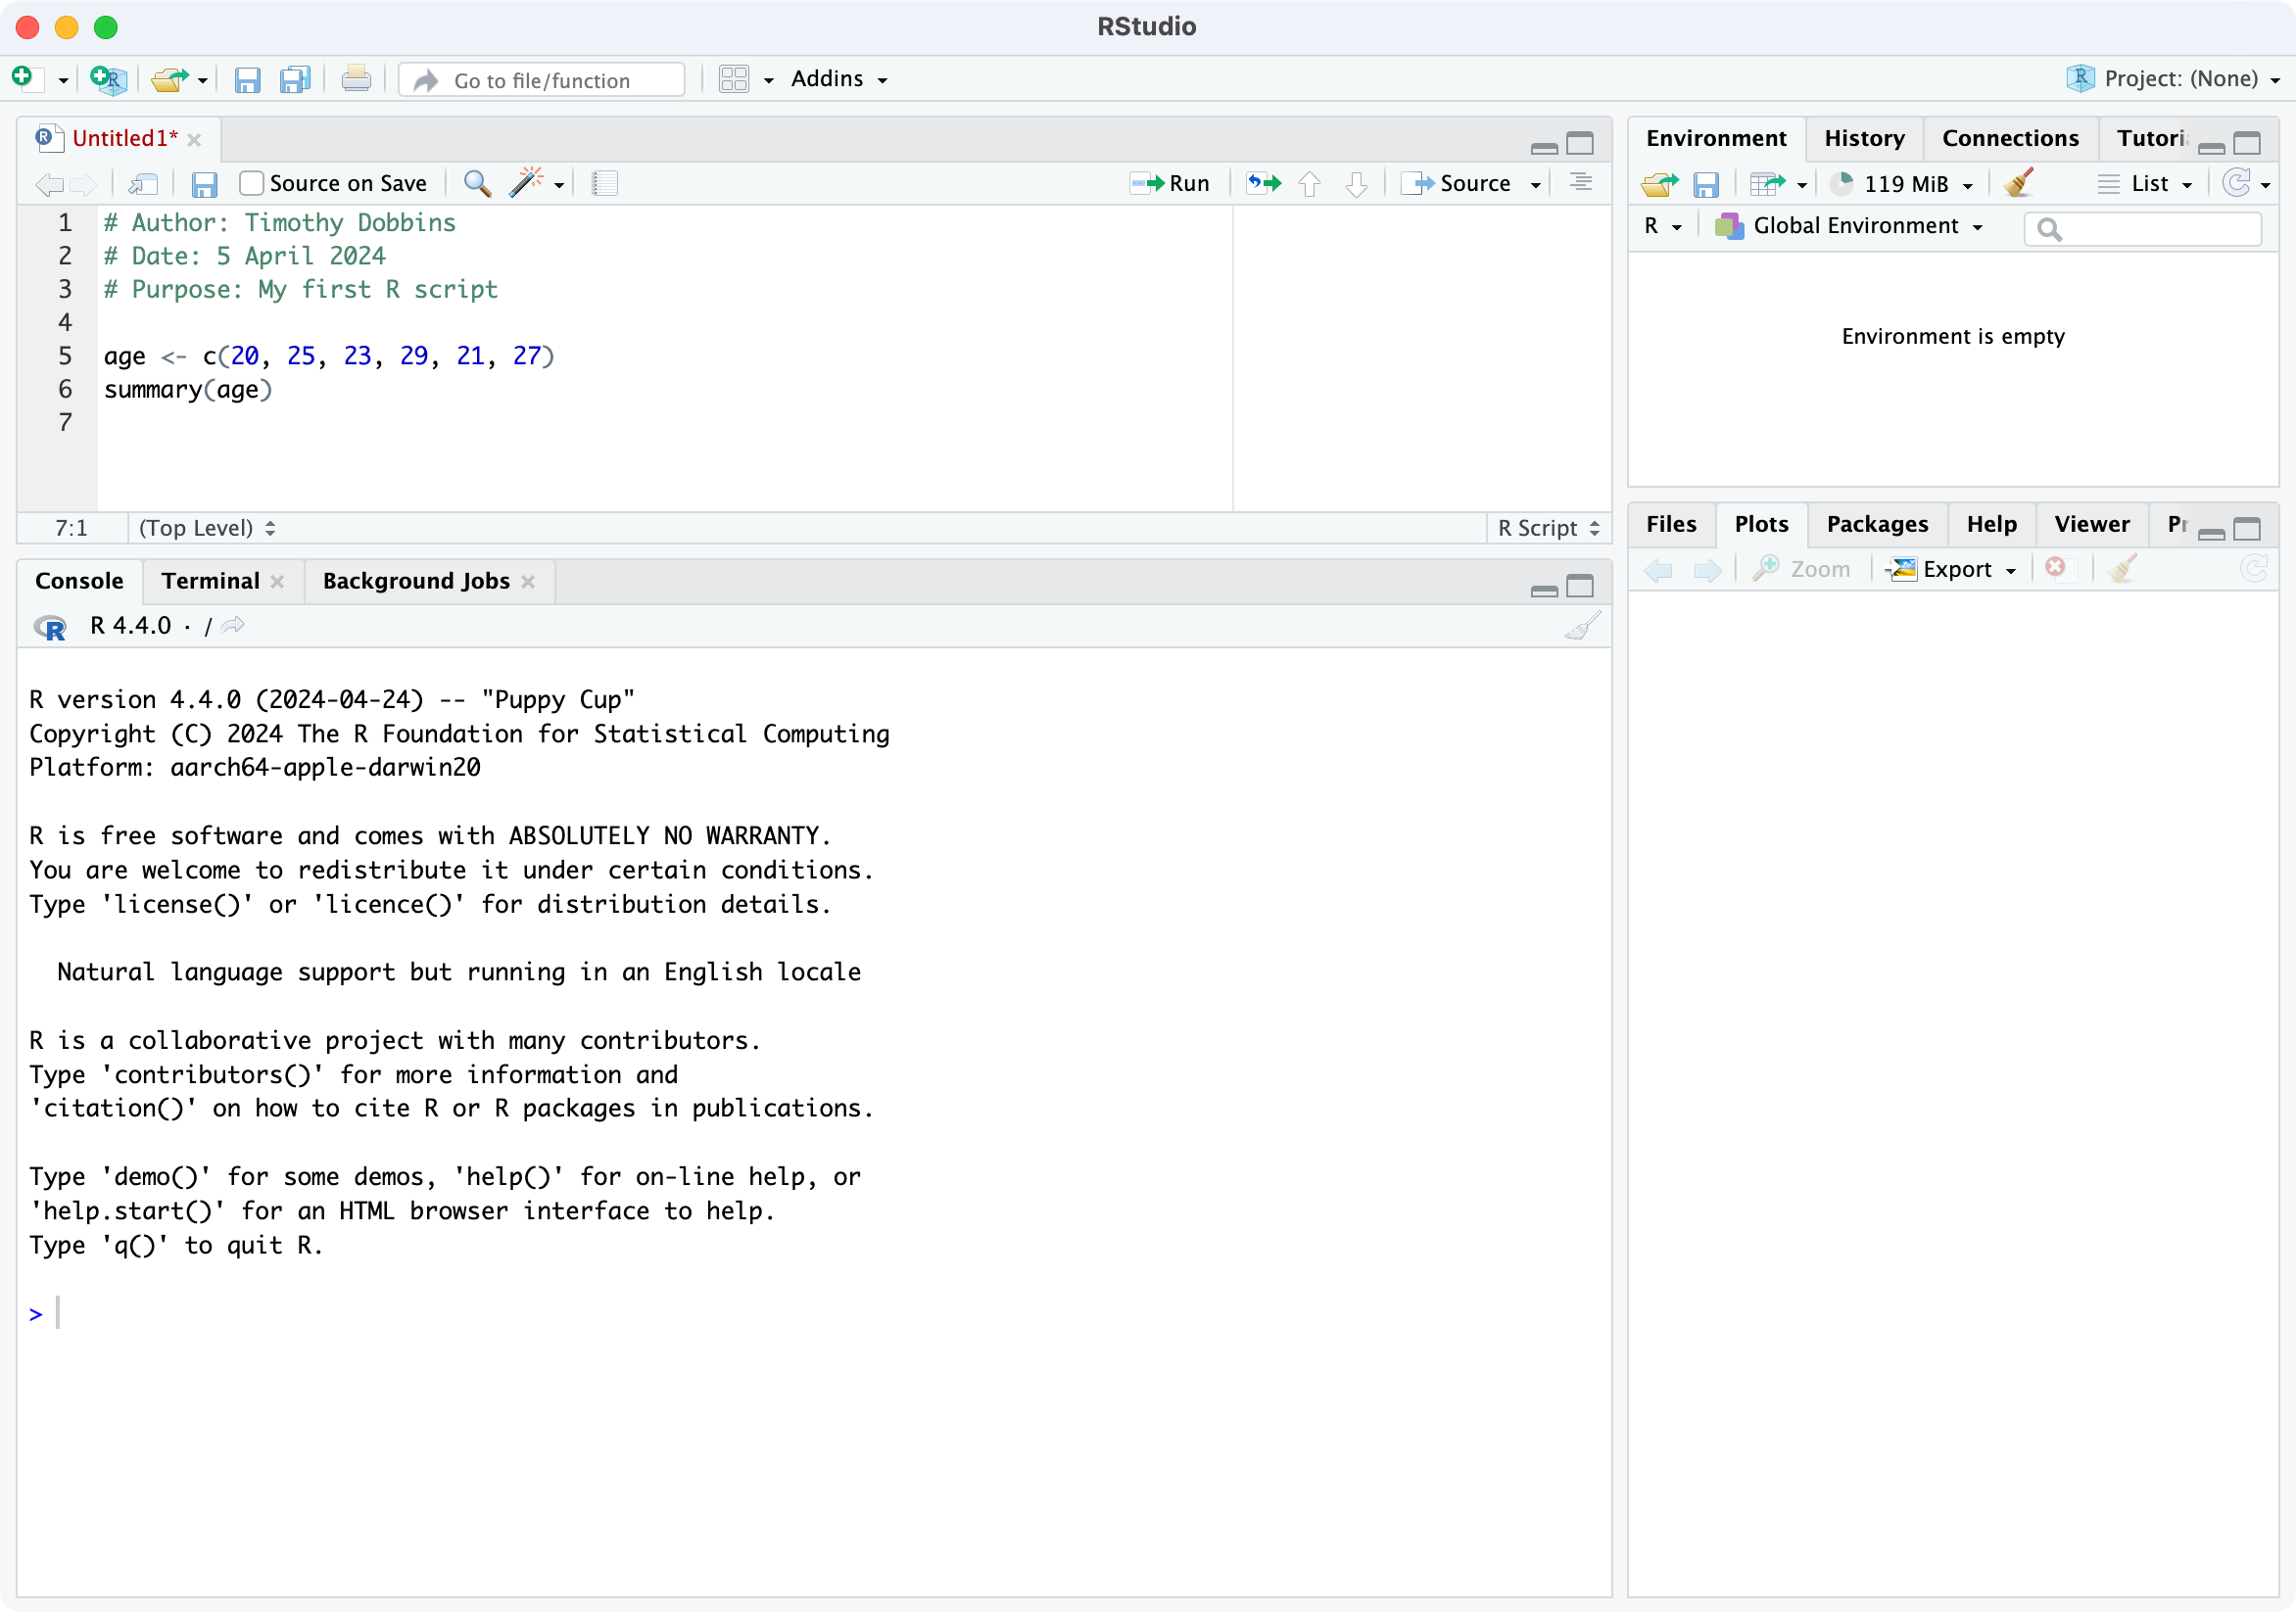 RStudio
Go to file/function
Addins
Project: (None)
Untitled1*
Source on Save
Run
Source
1 # Author: Timothy Dobbins
2 # Date: 5 April 2024
3 # Purpose: My first R script
4
5 age <- c(20, 25, 23, 29, 21, 27)
6 summary(age)
7
7:1 (Top Level) R Script
Console Terminal Background Jobs
R 4.4.0 · /
R version 4.4.0 (2024-04-24) -- "Puppy Cup"
Copyright (C) 2024 The R Foundation for Statistical Computing
Platform: aarch64-apple-darwin20
R is free software and comes with ABSOLUTELY NO WARRANTY.
You are welcome to redistribute it under certain conditions.
Type 'license()' or 'licence()' for distribution details.
Natural language support but running in an English locale
R is a collaborative project with many contributors.
Type 'contributors()' for more information and
'citation()' on how to cite R or R packages in publications.
Type 'demo()' for some demos, 'help()' for on-line help, or
'help.start()' for an HTML browser interface to help.
Type 'q()' to quit R.
>
Environment History Connections Tutori
119 MiB List
R Global Environment
Environment is empty
Files Plots Packages Help Viewer Pr
Zoom Export